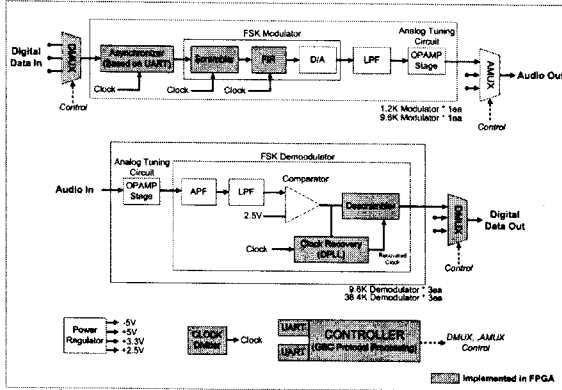 FSK Modulator
Analog Tuning
Circuit
Digital
Data In
DMUX
Asynchronizer
(Based on UART)
Scrambler
FIR
D/A
LPF
OPAMP
Stage
AMUX
Audio Out
Control
Clock
Clock
Clock
Control
1.2K Modulator * 1ea
9.6K Modulator * 1ea
FSK Demodulator
Analog Tuning
Circuit
Audio In
OPAMP
Stage
APF
LPF
Comparator
2.5V
Descrambler
DMUX
Digital
Data Out
Clock
Clock Recovery
(DPLL)
Recovered
Clock
Control
9.6K Demodulator * 3ea
38.4K Demodulator * 3ea
Power
Ragulator
-5V
+5V
+3.3V
+2.5V
CLOCK
Divider
Clock
UART
UART
CONTROLLER
(GBC Protocol Processing)
DMUX, AMUX
Control
Implemented in FPGA